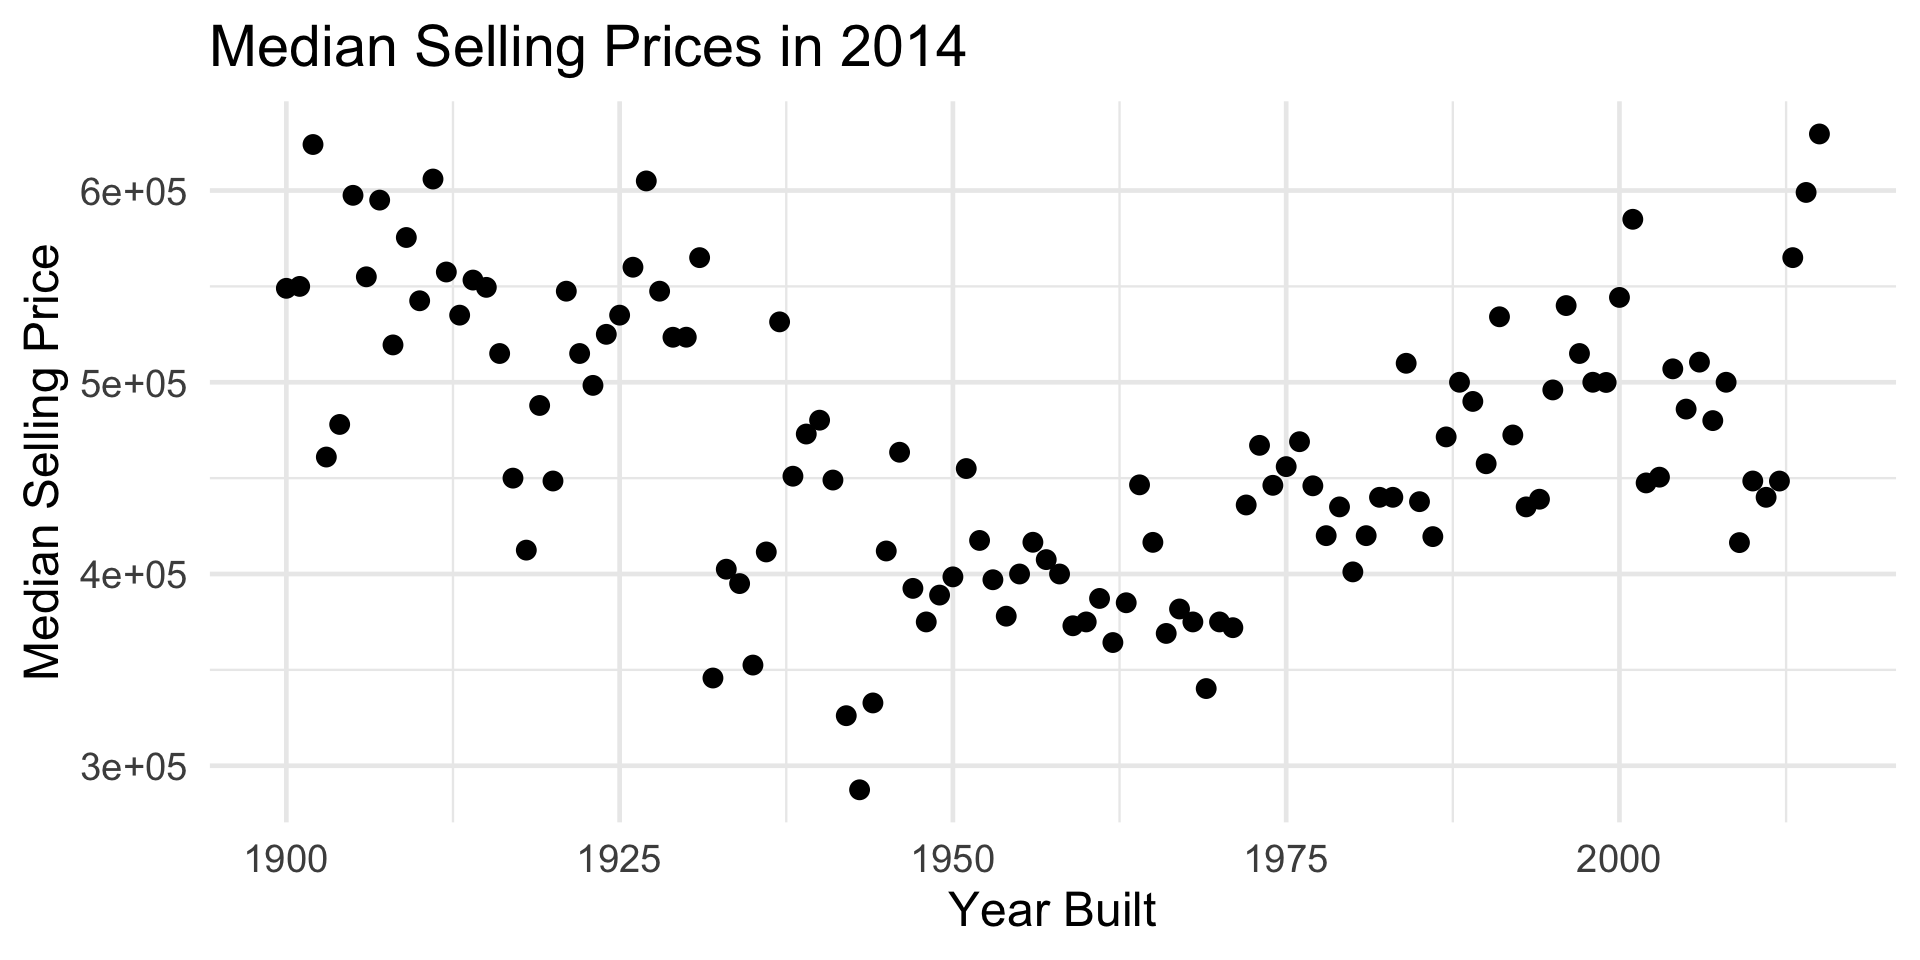 Median Selling Prices in 2014
Median Selling Price
6e+05
5e+05
4e+05
3e+05
1900 1925 1950 1975 2000
Year Built